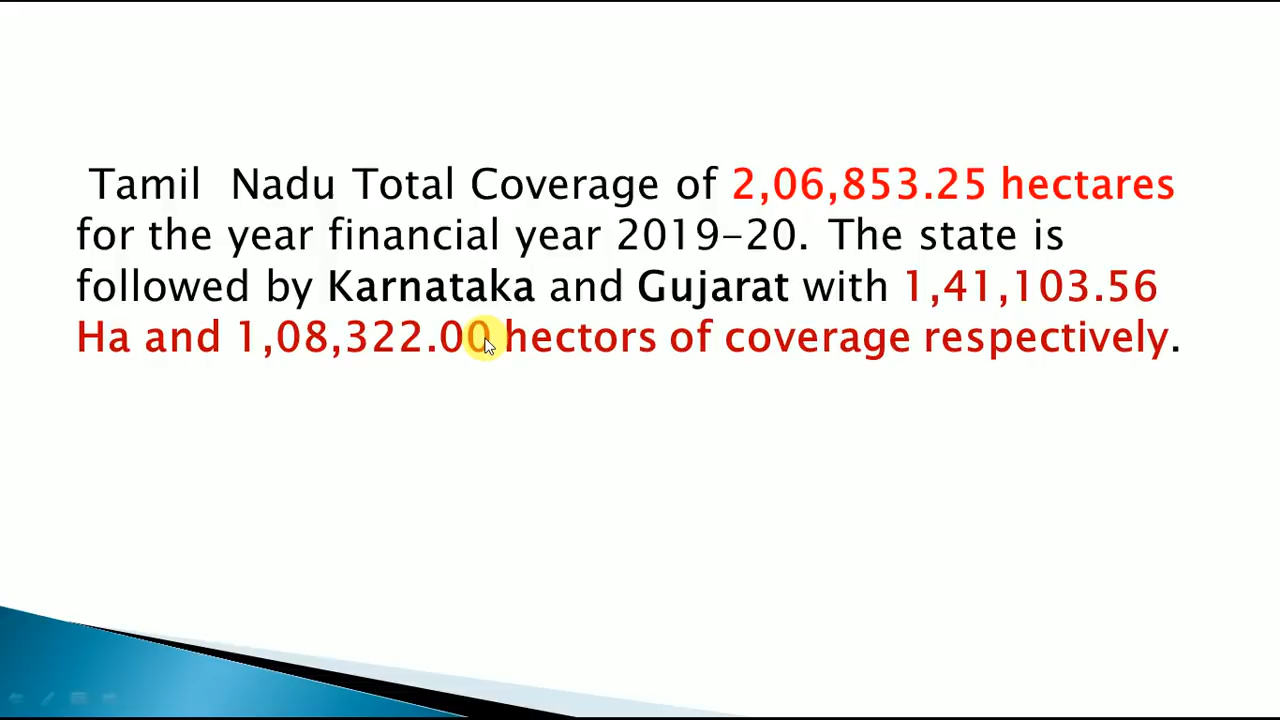 Tamil Nadu Total Coverage of 2,06,853.25 hectares
for the year financial year 2019-20. The state is
followed by Karnataka and Gujarat with 1,41,103.56
Ha and 1,08,322.00 hectors of coverage respectively.